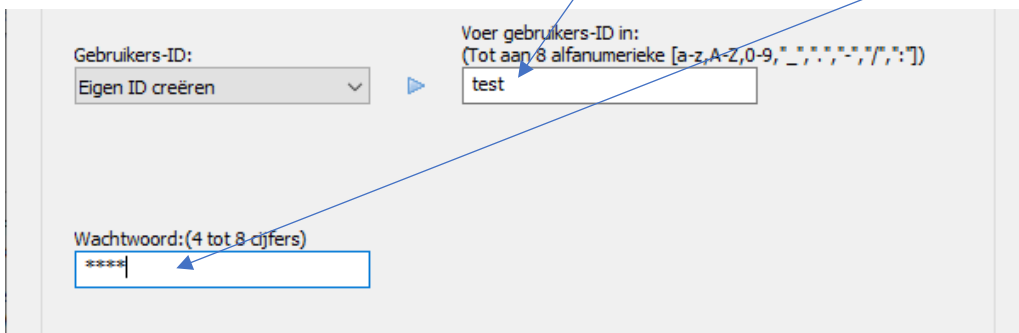 Voer gebruikers-ID in:
Gebruikers-ID:
(Tot aan 8 alfanumerieke [a-z,A-Z,0-9,"_",".","-","/",":"])
Eigen ID creëren
test
Wachtwoord:(4 tot 8 cijfers)
****